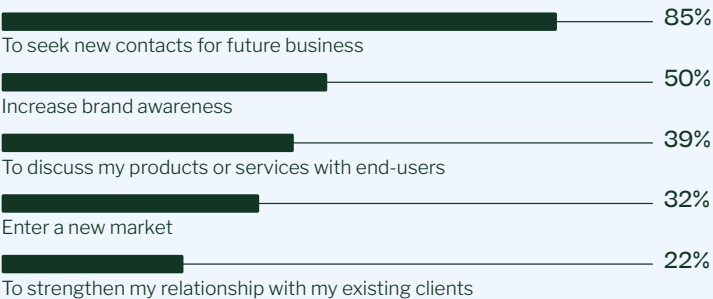 85%
To seek new contacts for future business
50%
Increase brand awareness
39%
To discuss my products or services with end-users
32%
Enter a new market
22%
To strengthen my relationship with my existing clients